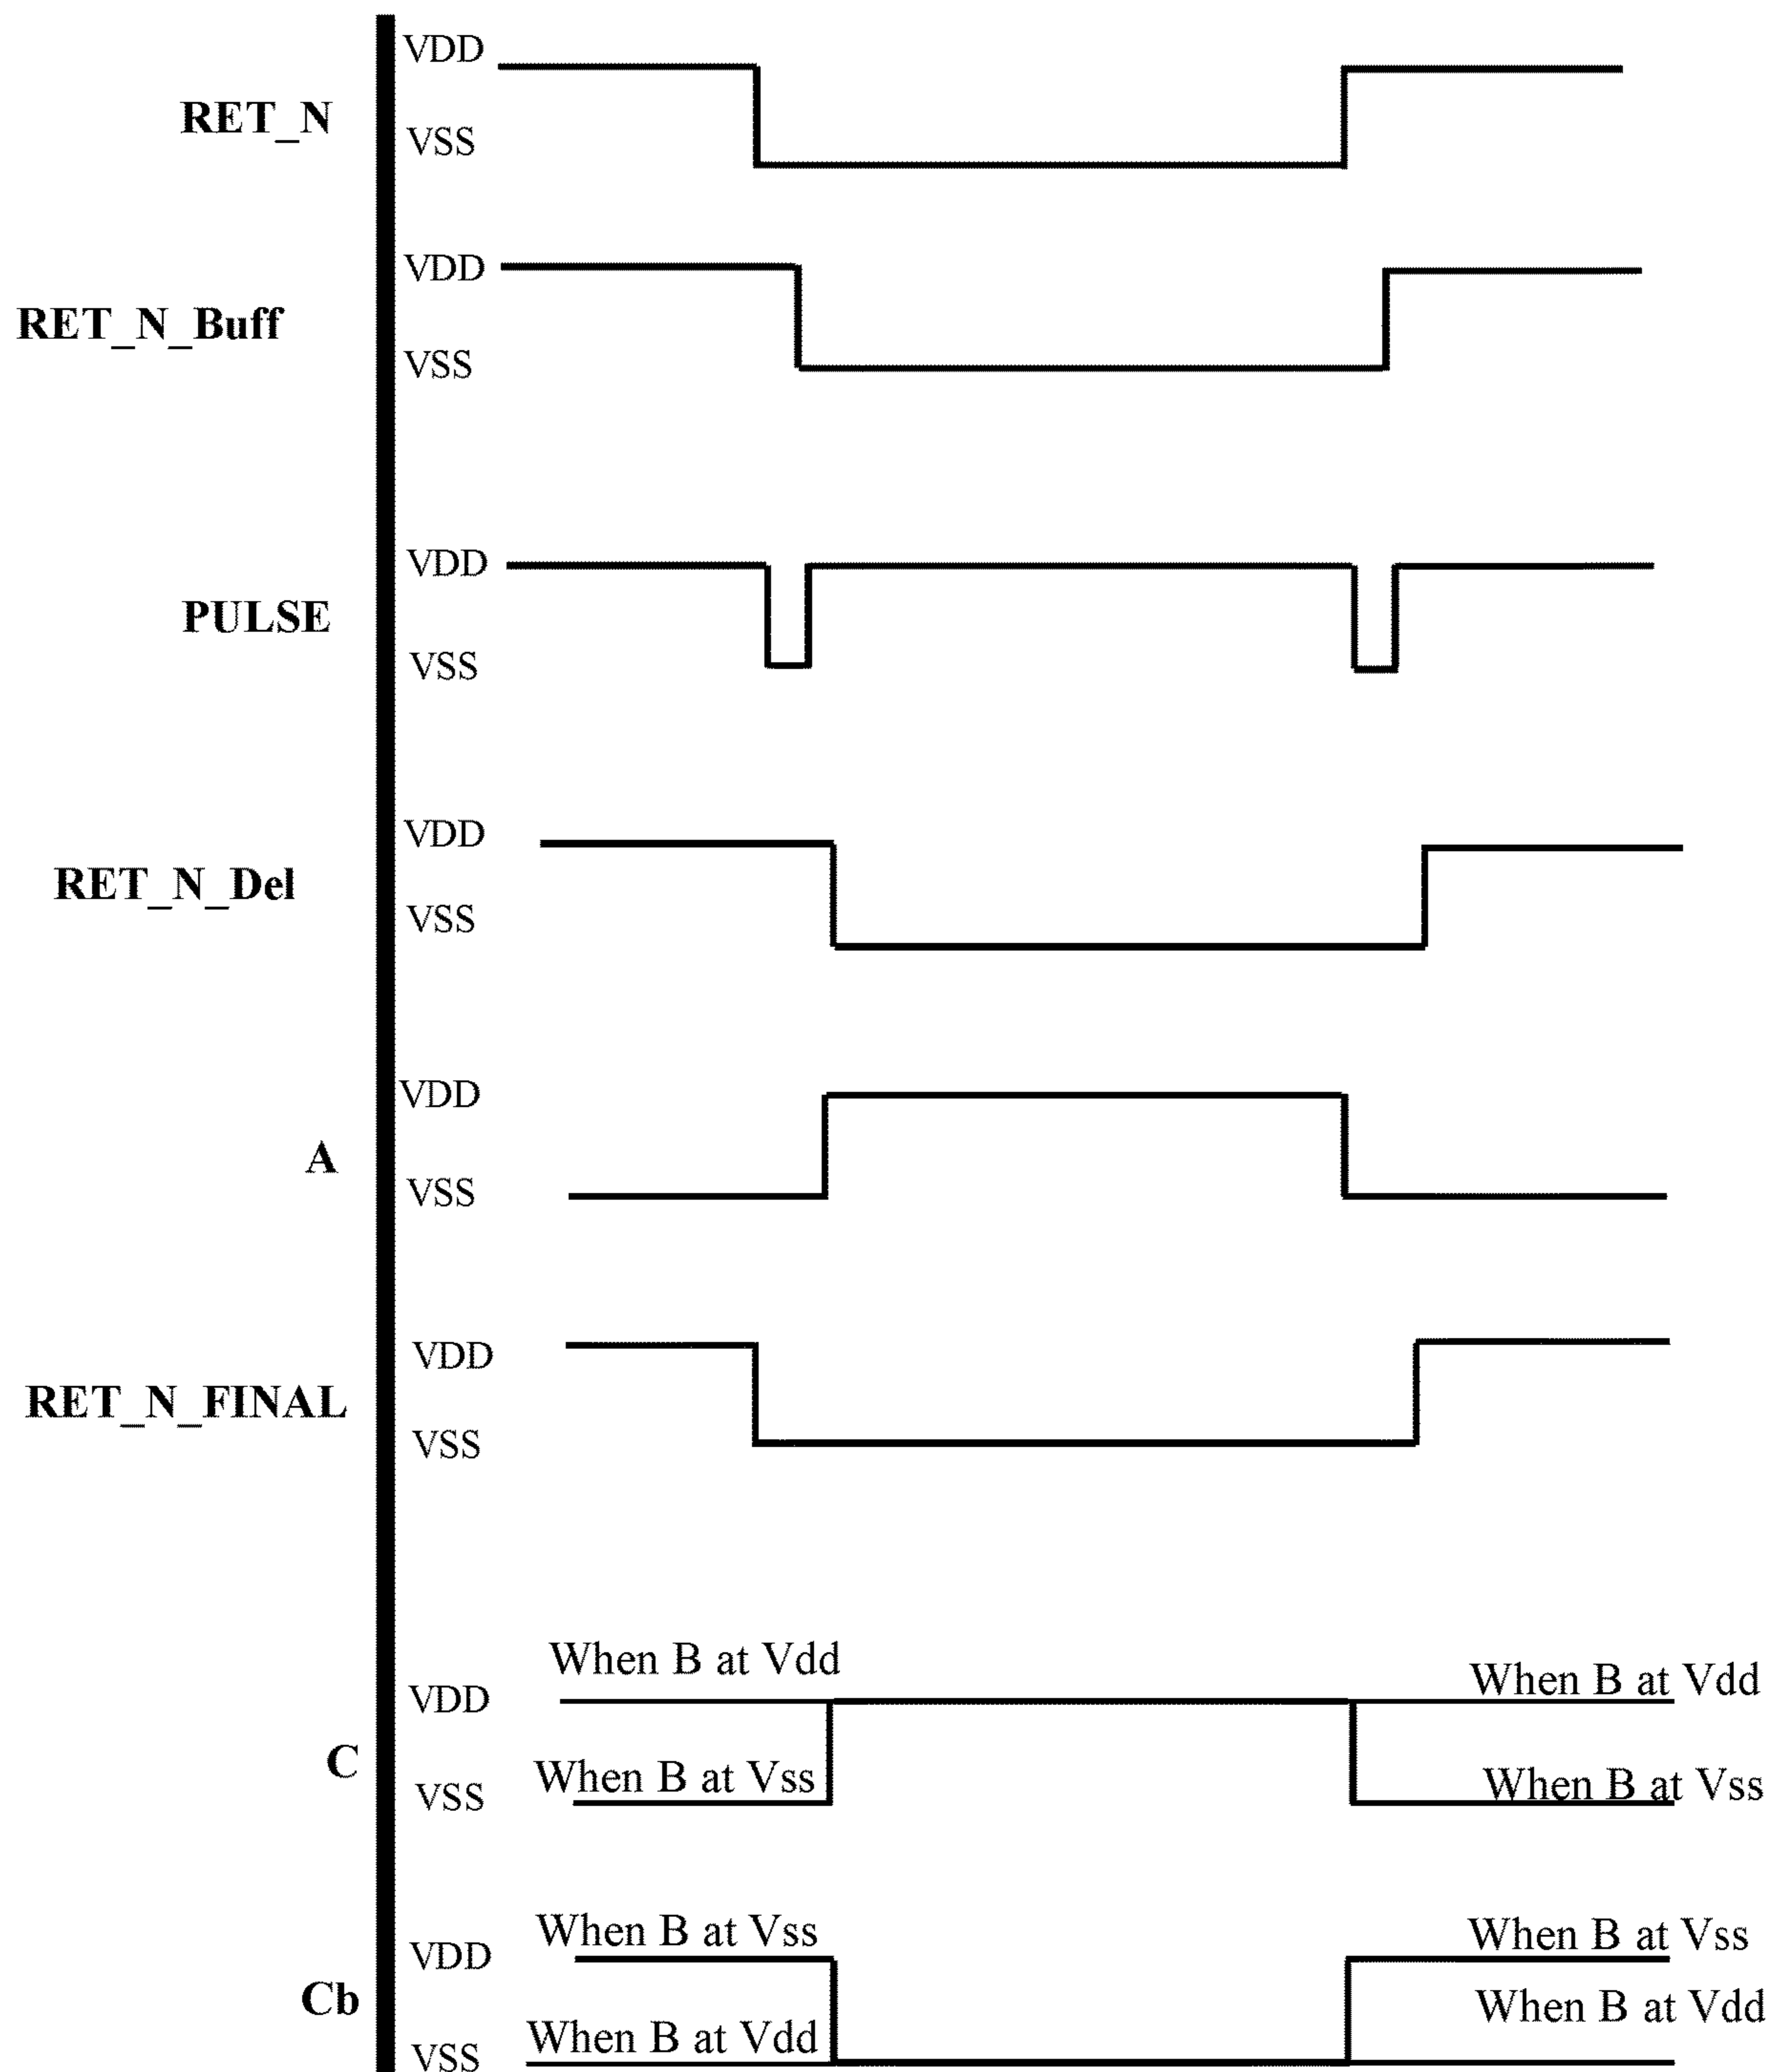 VDD
RET_N
VSS
VDD
RET_N_Buff
VSS
VDD
PULSE
VSS
VDD
RET_N_Del
VSS
VDD
A
VSS
VDD
RET_N_FINAL
VSS
When B at Vdd
When B at Vdd
VDD
C
When B at Vss
When B at Vss
VSS
When B at Vss
When B at Vss
VDD
Cb
When B at Vdd
When B at Vdd
VSS